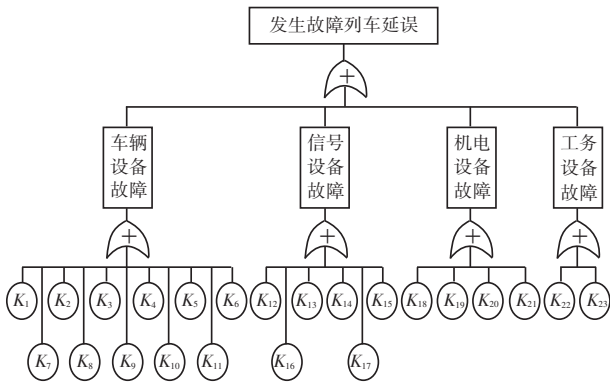 发生故障列车延误
+
车辆
设备
故障
信号
设备
故障
机电
设备
故障
工务
设备
故障
+ + + +
K1 K2 K3 K4 K5 K6 K12 K13 K14 K15 K18 K19 K20 K21 K22 K23
K7 K8 K9 K10 K11 K16 K17